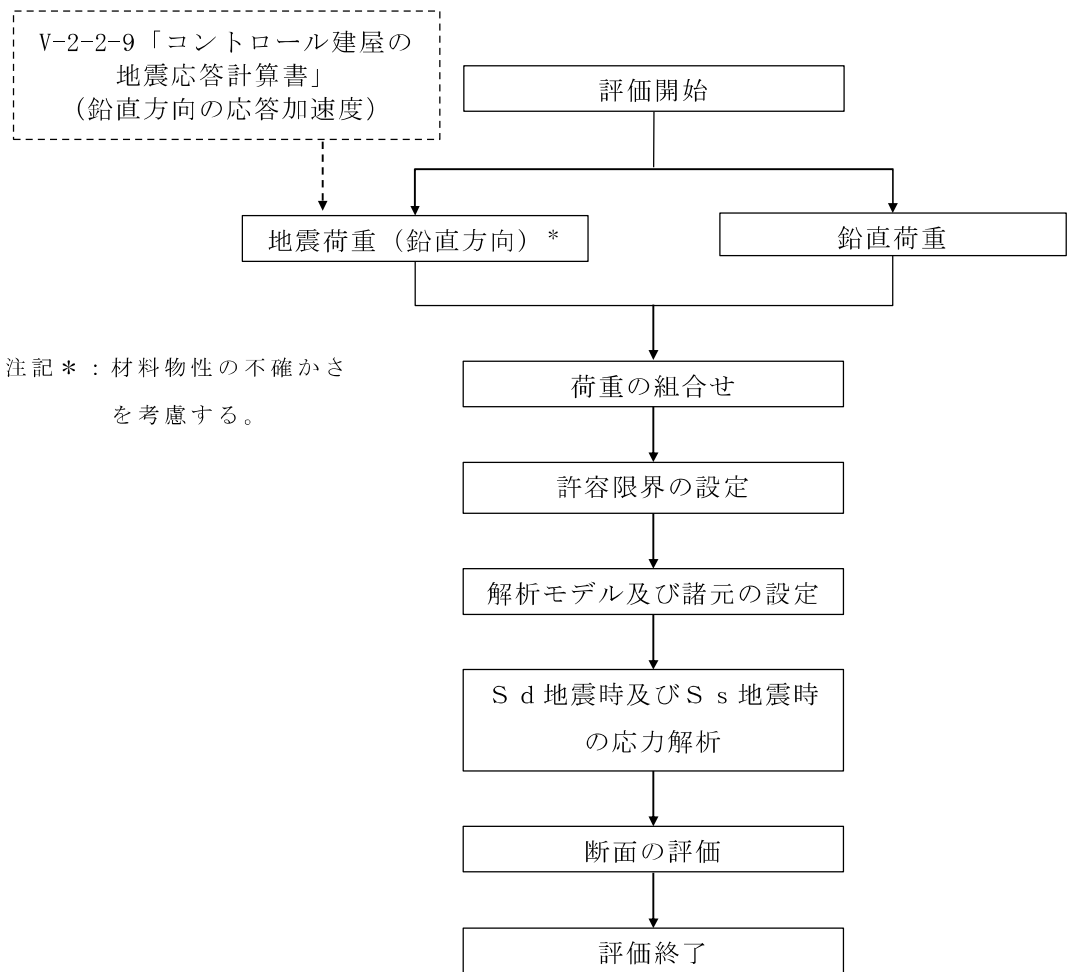 V-2-2-9「コントロール建屋の
地震応答計算書」
（鉛直方向の応答加速度）
評価開始
地震荷重（鉛直方向）*
鉛直荷重
注記＊：材料物性の不確かさ
を考慮する。
荷重の組合せ
許容限界の設定
解析モデル及び諸元の設定
Ｓｄ地震時及びＳｓ地震時
の応力解析
断面の評価
評価終了